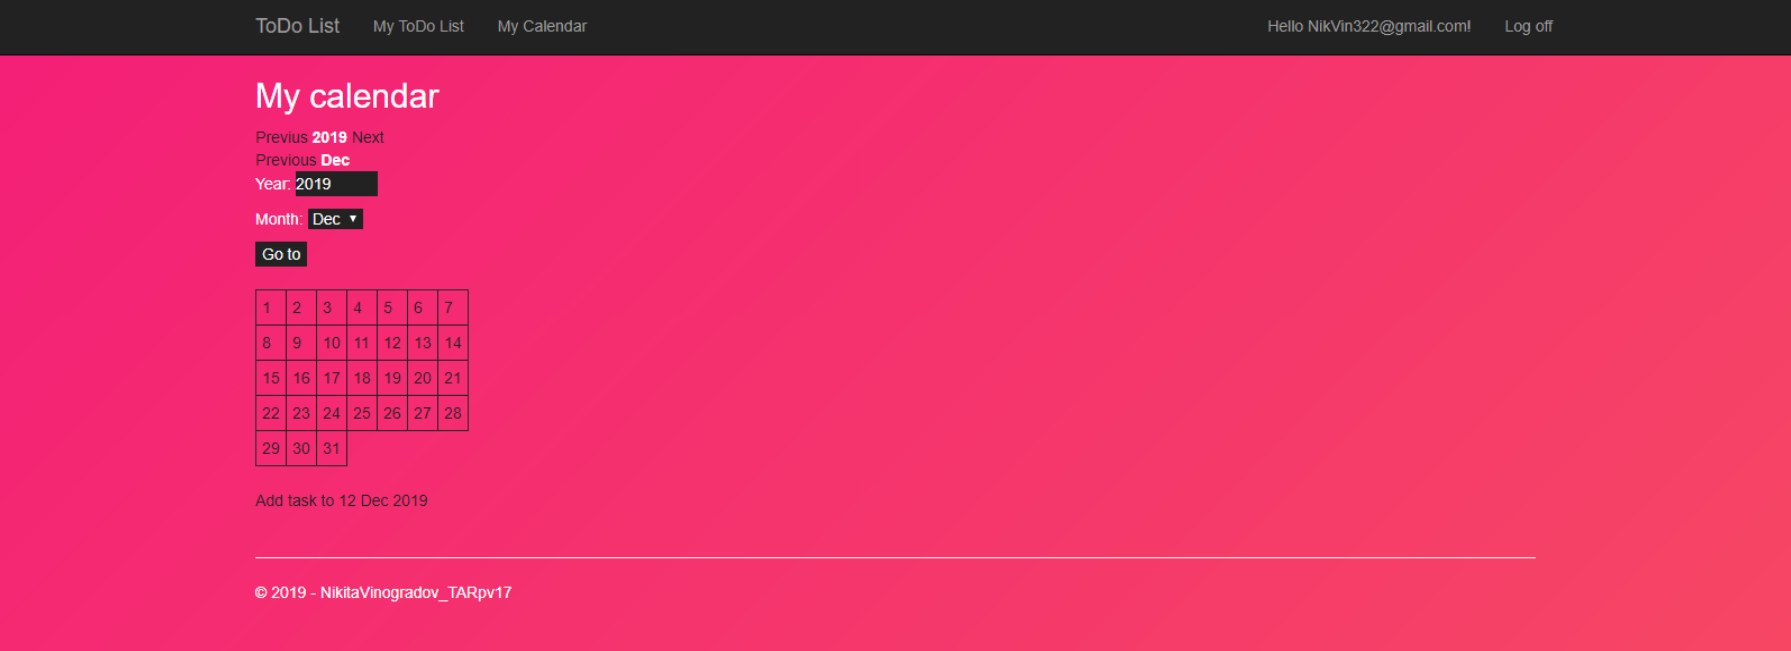 ToDo List My ToDo List My Calendar Hello NikVin322@gmail.com! Log off
My calendar
Previus 2019 Next
Previous Dec
Year: 2019
Month: Dec ▼
Go to
1 2 3 4 5 6 7
8 9 10 11 12 13 14
15 16 17 18 19 20 21
22 23 24 25 26 27 28
29 30 31
Add task to 12 Dec 2019
© 2019 - NikitaVinogradov_TARpv17